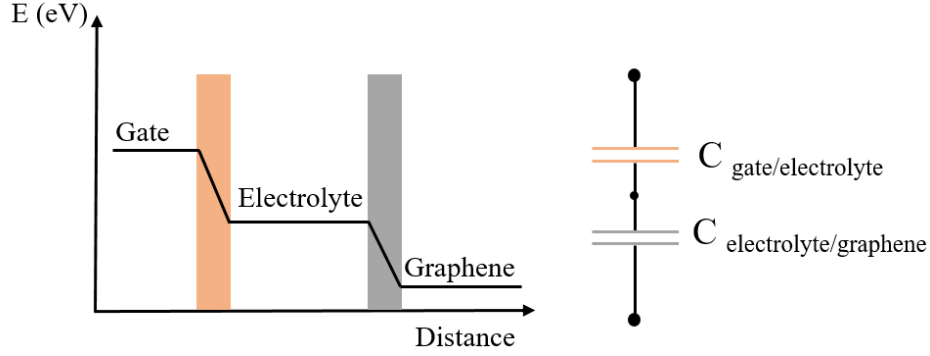 E (eV)
Gate
Electrolyte
Graphene
Distance
C gate/electrolyte
C electrolyte/graphene